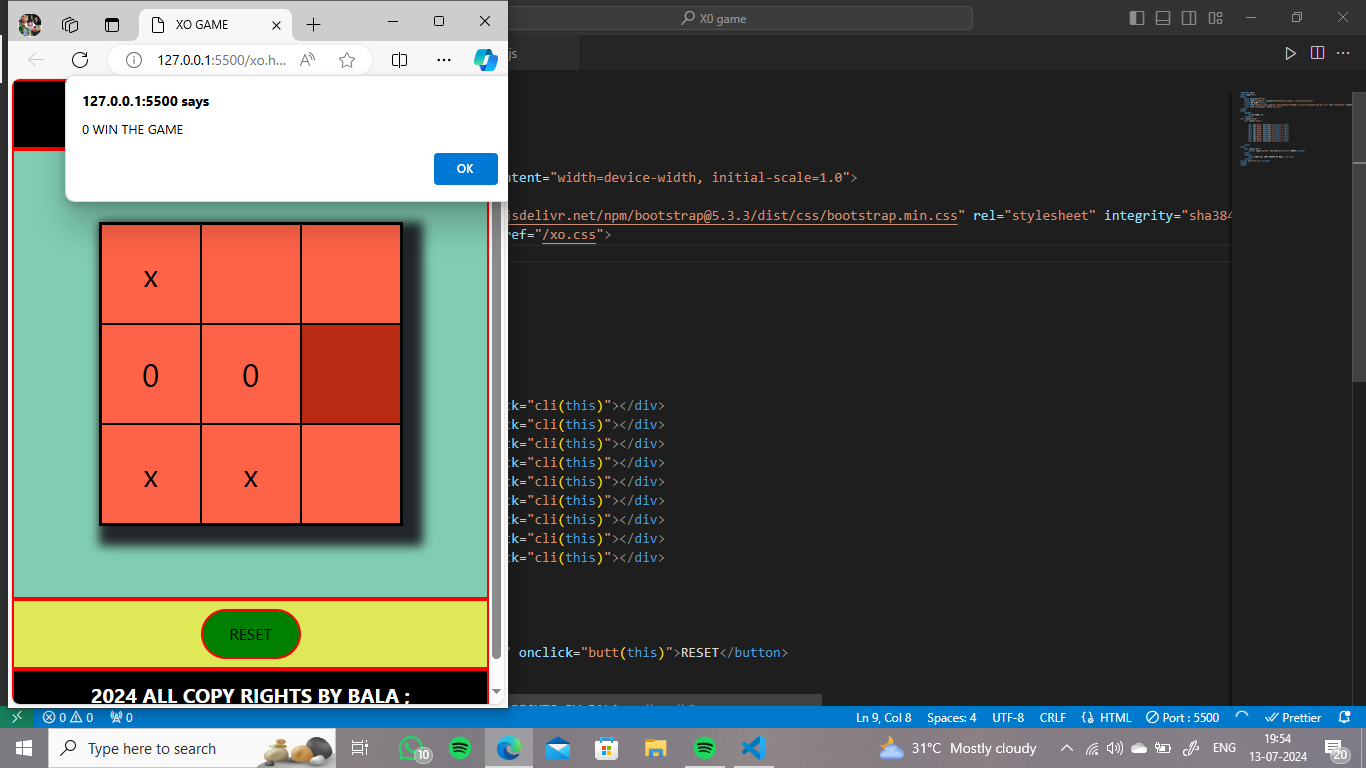 XO GAME
X0 game
127.0.0.1:5500/xo.h...
js
127.0.0.1:5500 says
0 WIN THE GAME
OK
ntent="width=device-width, initial-scale=1.0">
jsdelivr.net/npm/bootstrap@5.3.3/dist/css/bootstrap.min.css" rel="stylesheet" integrity="sha384
ref="/xo.css">
x
0 0
x x
ck="cli(this)"></div>
ck="cli(this)"></div>
ck="cli(this)"></div>
ck="cli(this)"></div>
ck="cli(this)"></div>
ck="cli(this)"></div>
ck="cli(this)"></div>
ck="cli(this)"></div>
ck="cli(this)"></div>
RESET
" onclick="butt(this)">RESET</button>
2024 ALL COPY RIGHTS BY BALA ;
0 0 0 Ln 9, Col 8 Spaces: 4 UTF-8 CRLF HTML Port : 5500 Prettier
Type here to search 10 31°C Mostly cloudy ENG 19:54
13-07-2024 20